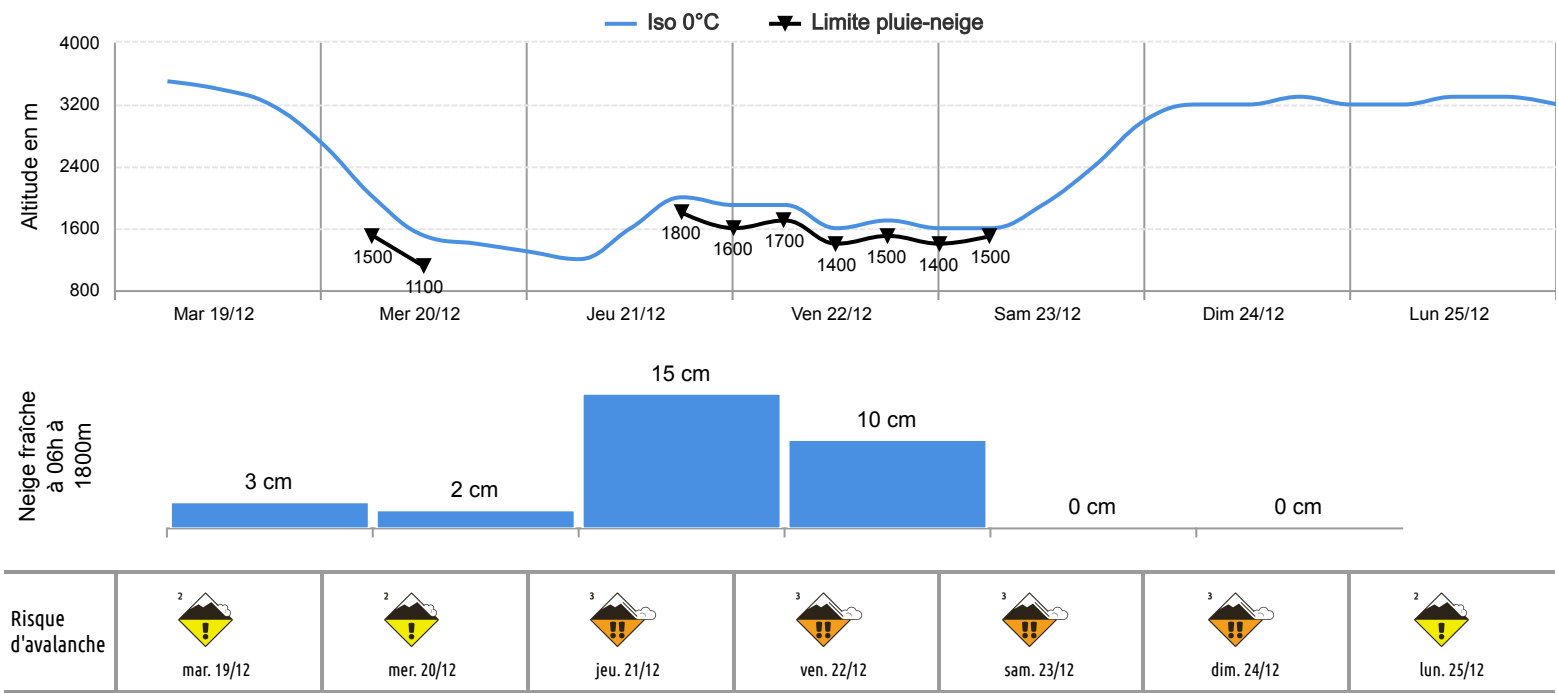 Iso 0°C Limite pluie-neige
Altitude en m
4000
3200
2400
1600
800
1500
1100
1800
1600
1700
1400
1500
1400
1500
Mar 19/12 Mer 20/12 Jeu 21/12 Ven 22/12 Sam 23/12 Dim 24/12 Lun 25/12
Neige fraîche
à 06h à
1800m
3 cm
2 cm
15 cm
10 cm
0 cm
0 cm
Risque
d'avalanche
2 2 3 3 3 3 2
! ! !! !! !! !! !
mar. 19/12 mer. 20/12 jeu. 21/12 ven. 22/12 sam. 23/12 dim. 24/12 lun. 25/12